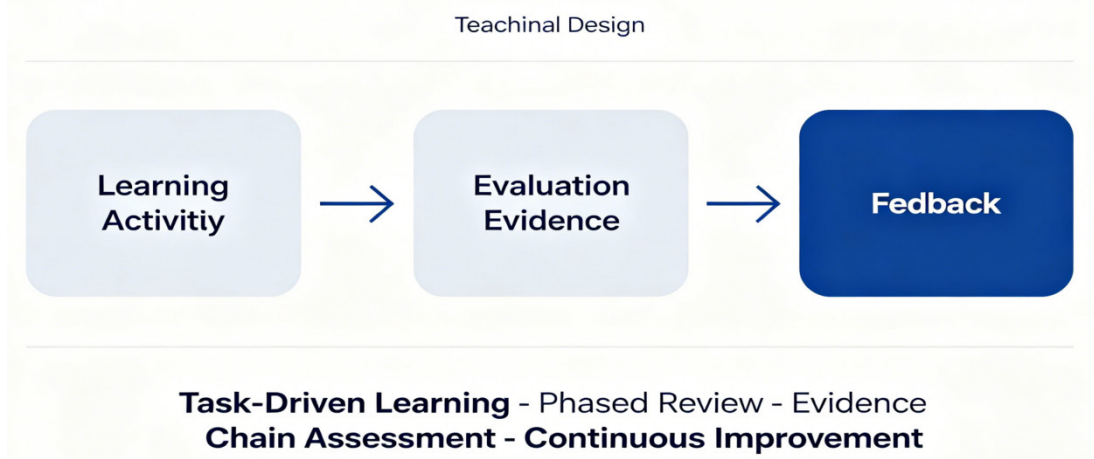 Teachinal Design
Learning
Activitiy
Evaluation
Evidence
Fedback
Task-Driven Learning - Phased Review - Evidence
Chain Assessment - Continuous Improvement